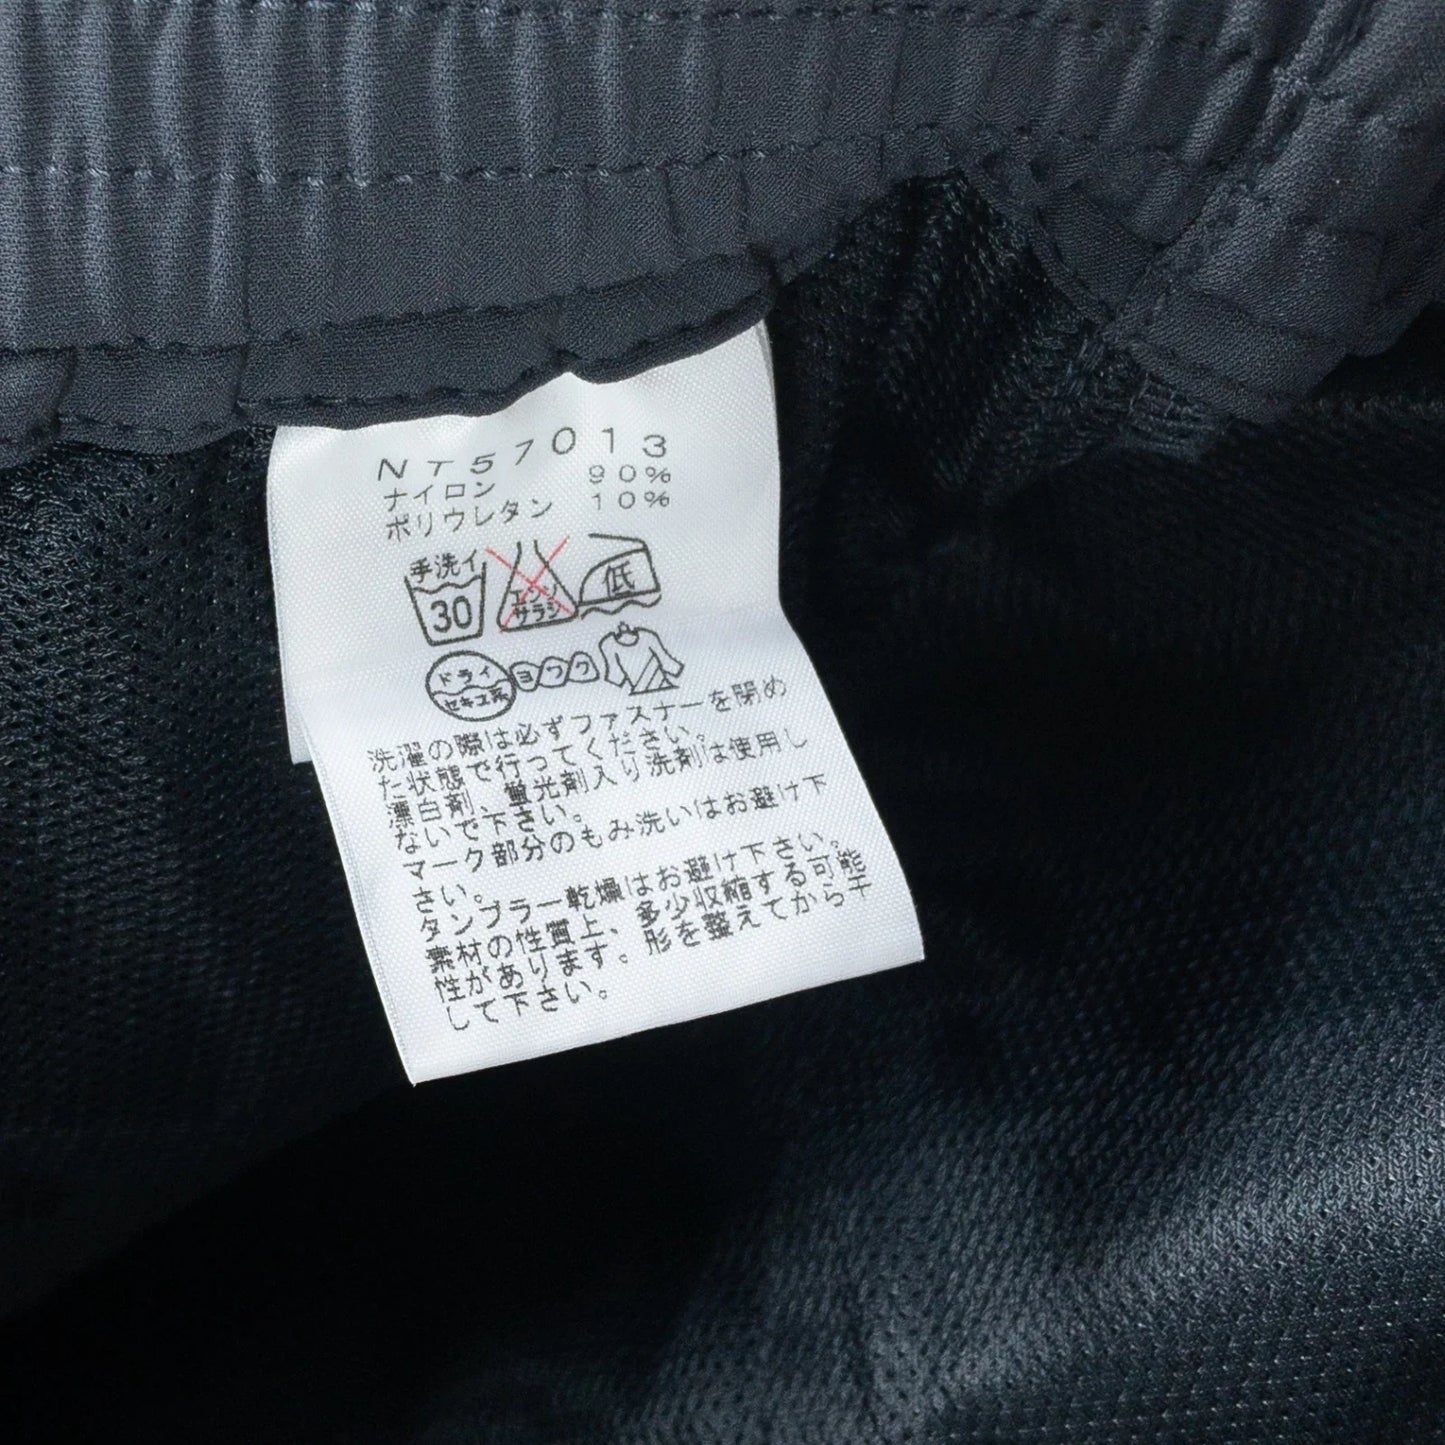 NT57013
ナイロン 90%
ポリウレタン 10%
手洗イ
30
エンソ
サラシ
低
ドライ
セキユ系
ヨワク
洗濯の際は必ずファスナーを閉め
た状態で行ってください。
漂白剤、蛍光剤入り洗剤は使用し
ないで下さい。
マーク部分のもみ洗いはお避け下
さい。
タンブラー乾燥はお避け下さい。
素材の性質上、多少収縮する可能
性があります。形を整えてから干
して下さい。